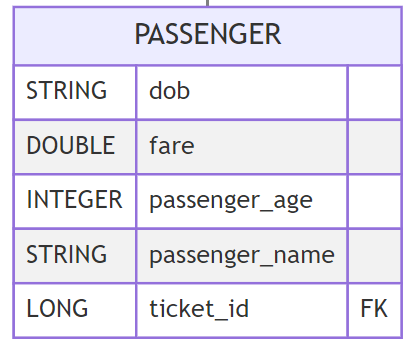 PASSENGER
STRING dob
DOUBLE fare
INTEGER passenger_age
STRING passenger_name
LONG ticket_id FK